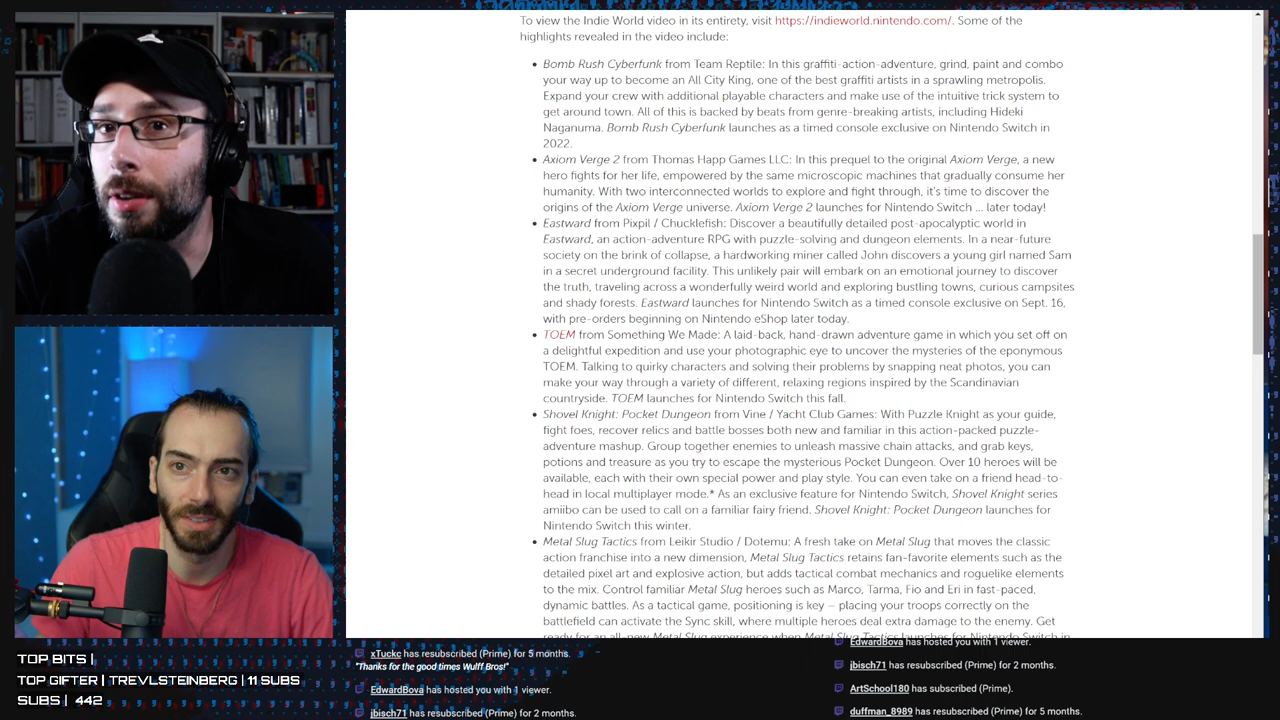 To view the Indie World video in its entirety, visit https://indieworld.nintendo.com/. Some of the
highlights revealed in the video include:
• Bomb Rush Cyberfunk from Team Reptile: In this graffiti-action-adventure, grind, paint and combo
your way up to become an All City King, one of the best graffiti artists in a sprawling metropolis.
Expand your crew with additional playable characters and make use of the intuitive trick system to
get around town. All of this is backed by beats from genre-breaking artists, including Hideki
Naganuma. Bomb Rush Cyberfunk launches as a timed console exclusive on Nintendo Switch in
2022.
• Axiom Verge 2 from Thomas Happ Games LLC: In this prequel to the original Axiom Verge, a new
hero fights for her life, empowered by the same microscopic machines that gradually consume her
humanity. With two interconnected worlds to explore and fight through, it's time to discover the
origins of the Axiom Verge universe. Axiom Verge 2 launches for Nintendo Switch ... later today!
• Eastward from Pixpil / Chucklefish: Discover a beautifully detailed post-apocalyptic world in
Eastward, an action-adventure RPG with puzzle-solving and dungeon elements. In a near-future
society on the brink of collapse, a hardworking miner called John discovers a young girl named Sam
in a secret underground facility. This unlikely pair will embark on an emotional journey to discover
the truth, traveling across a wonderfully weird world and exploring bustling towns, curious campsites
and shady forests. Eastward launches for Nintendo Switch as a timed console exclusive on Sept. 16,
with pre-orders beginning on Nintendo eShop later today.
• TOEM from Something We Made: A laid-back, hand-drawn adventure game in which you set off on
a delightful expedition and use your photographic eye to uncover the mysteries of the eponymous
TOEM. Talking to quirky characters and solving their problems by snapping neat photos, you can
make your way through a variety of different, relaxing regions inspired by the Scandinavian
countryside. TOEM launches for Nintendo Switch this fall.
• Shovel Knight: Pocket Dungeon from Vine / Yacht Club Games: With Puzzle Knight as your guide,
fight foes, recover relics and battle bosses both new and familiar in this action-packed puzzle-
adventure mashup. Group together enemies to unleash massive chain attacks, and grab keys,
potions and treasure as you try to escape the mysterious Pocket Dungeon. Over 10 heroes will be
available, each with their own special power and play style. You can even take on a friend head-to-
head in local multiplayer mode.* As an exclusive feature for Nintendo Switch, Shovel Knight series
amiibo can be used to call on a familiar fairy friend. Shovel Knight: Pocket Dungeon launches for
Nintendo Switch this winter.
• Metal Slug Tactics from Leikir Studio / Dotemu: A fresh take on Metal Slug that moves the classic
action franchise into a new dimension, Metal Slug Tactics retains fan-favorite elements such as the
detailed pixel art and explosive action, but adds tactical combat mechanics and roguelike elements
to the mix. Control familiar Metal Slug heroes such as Marco, Tarma, Fio and Eri in fast-paced,
dynamic battles. As a tactical game, positioning is key – placing your troops correctly on the
battlefield can activate the Sync skill, where multiple heroes deal extra damage to the enemy. Get
ready for an all-new Metal Slug experience when Metal Slug Tactics launches for Nintendo Switch in
TOP BITS |
TOP GIFTER | TREVLSTEINBERG | 11 SUBS
SUBS | 442
xTuckc has resubscribed (Prime) for 5 months.
"Thanks for the good times Wulff Bros!"
EdwardBova has hosted you with 1 viewer.
jbisch71 has resubscribed (Prime) for 2 months.
EdwardBova has hosted you with 1 viewer.
jbisch71 has resubscribed (Prime) for 2 months.
ArtSchool180 has subscribed (Prime).
duffman_8989 has resubscribed (Prime) for 5 months.